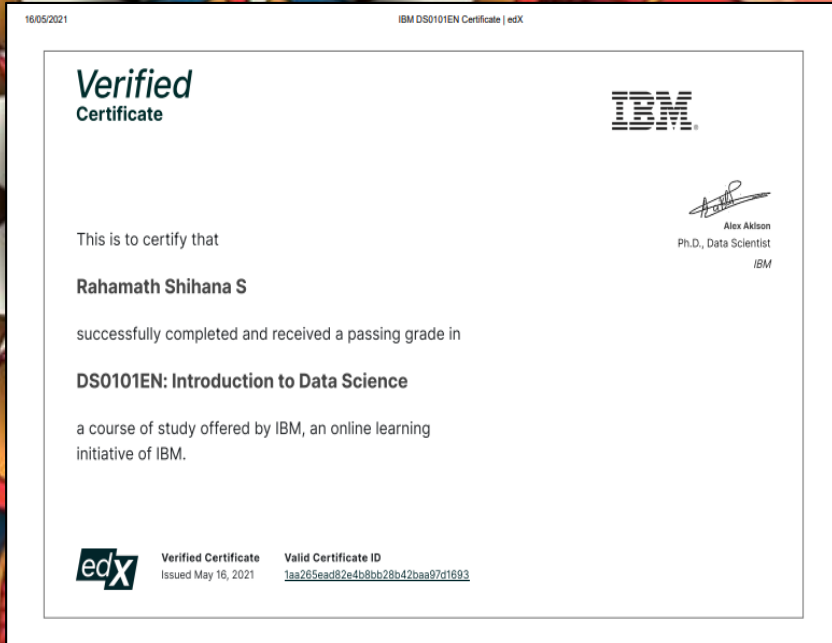 16/05/2021 IBM DS0101EN Certificate | edX
Verified
Certificate
IBM®
Alex Aklson
Ph.D., Data Scientist
IBM
This is to certify that
Rahamath Shihana S
successfully completed and received a passing grade in
DS0101EN: Introduction to Data Science
a course of study offered by IBM, an online learning
initiative of IBM.
edX
Verified Certificate Valid Certificate ID
Issued May 16, 2021 1aa265ead82e4b8bb28b42baa97d1693